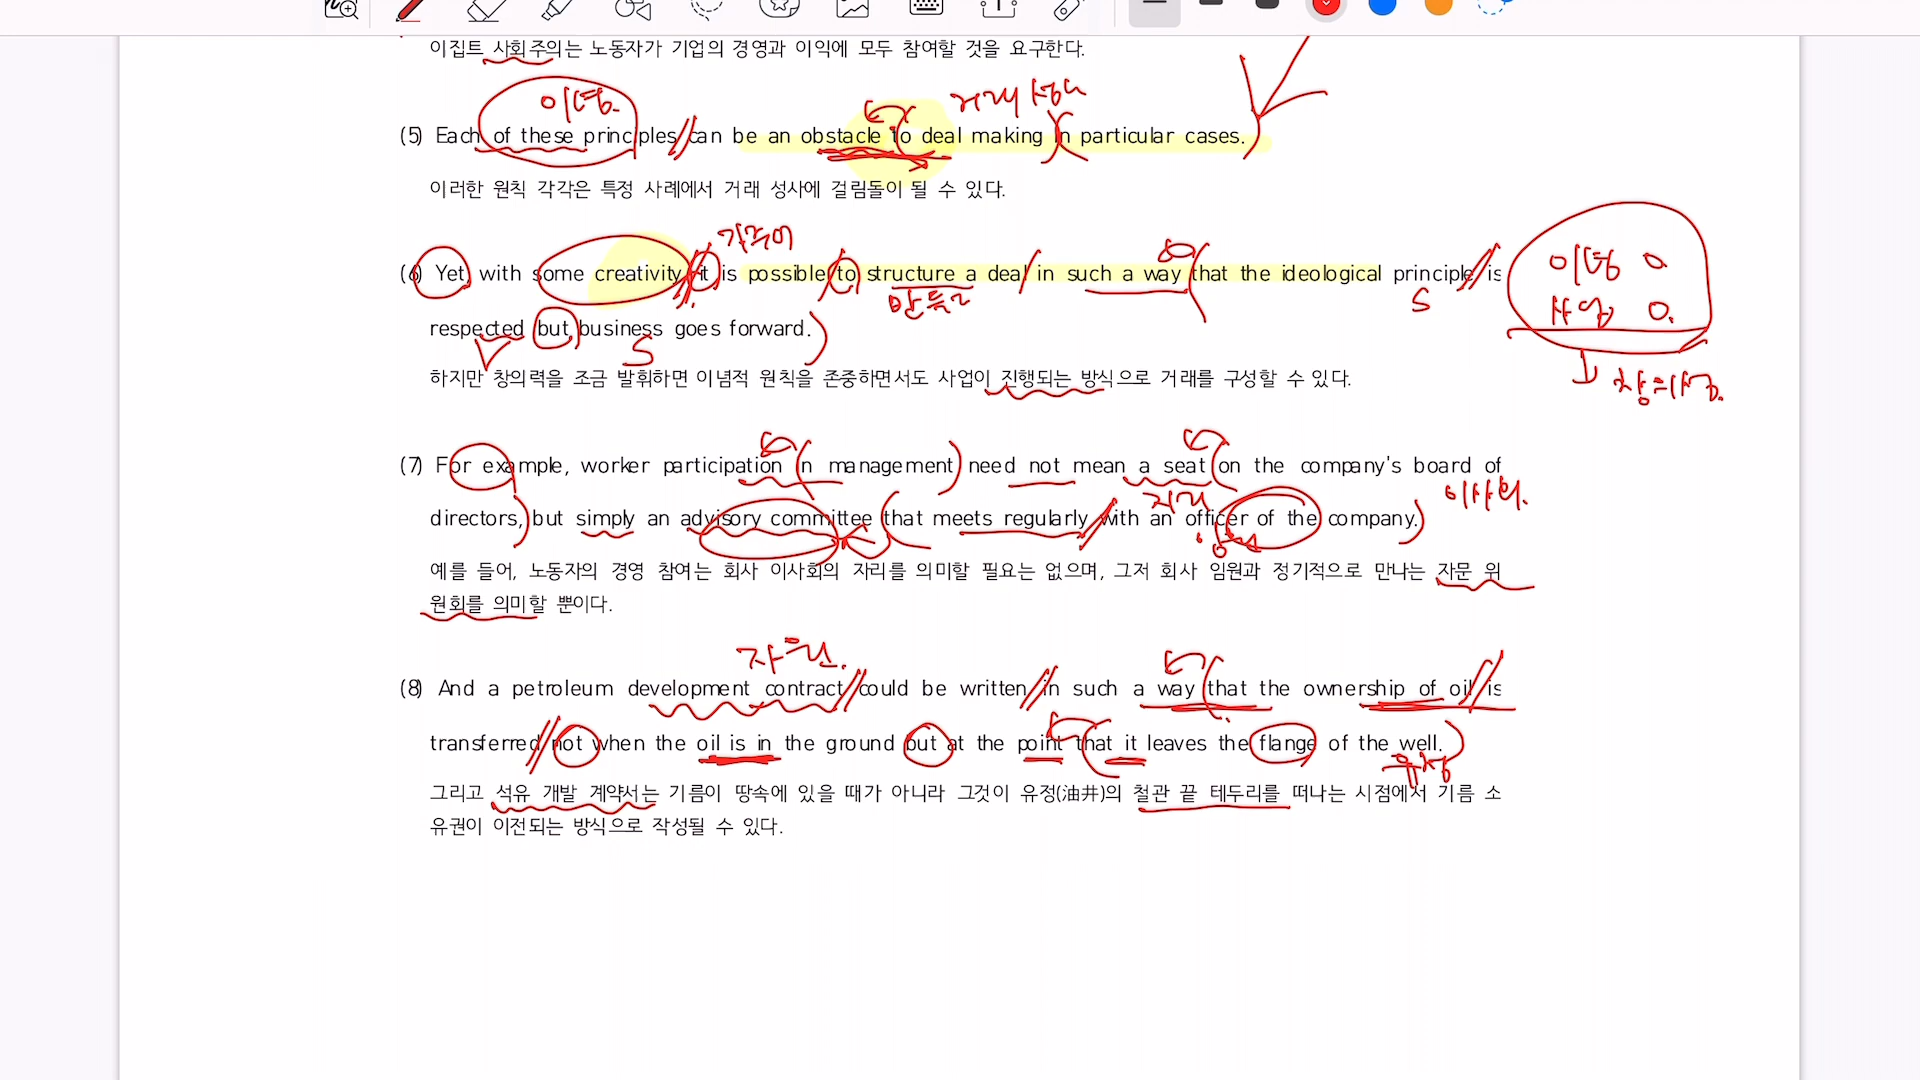 이집트 사회주의는 노동자가 기업의 경영과 이익에 모두 참여할 것을 요구한다.
이념. 거래 성사
(5) Each of these principles can be an obstacle to deal making in particular cases.
이러한 원칙 각각은 특정 사례에서 거래 성사에 걸림돌이 될 수 있다.
가주어
(6) Yet, with some creativity, it is possible to structure a deal in such a way that the ideological principle is
이념 O.
만들고
S
사업 O.
respected but business goes forward.
V S
하지만 창의력을 조금 발휘하면 이념적 원칙을 존중하면서도 사업이 진행되는 방식으로 거래를 구성할 수 있다.
(7) For example, worker participation in management need not mean a seat on the company's board of
자리 이사회.
directors, but simply an advisory committee that meets regularly with an officer of the company.
예를 들어, 노동자의 경영 참여는 회사 이사회의 자리를 의미할 필요는 없으며, 그저 회사 임원과 정기적으로 만나는 자문 위
원회를 의미할 뿐이다.
자원.
(8) And a petroleum development contract could be written in such a way that the ownership of oil is
transferred not when the oil is in the ground but at the point that it leaves the flange of the well.
유정
그리고 석유 개발 계약서는 기름이 땅속에 있을 때가 아니라 그것이 유정(油井)의 철관 끝 테두리를 떠나는 시점에서 기름 소
유권이 이전되는 방식으로 작성될 수 있다.